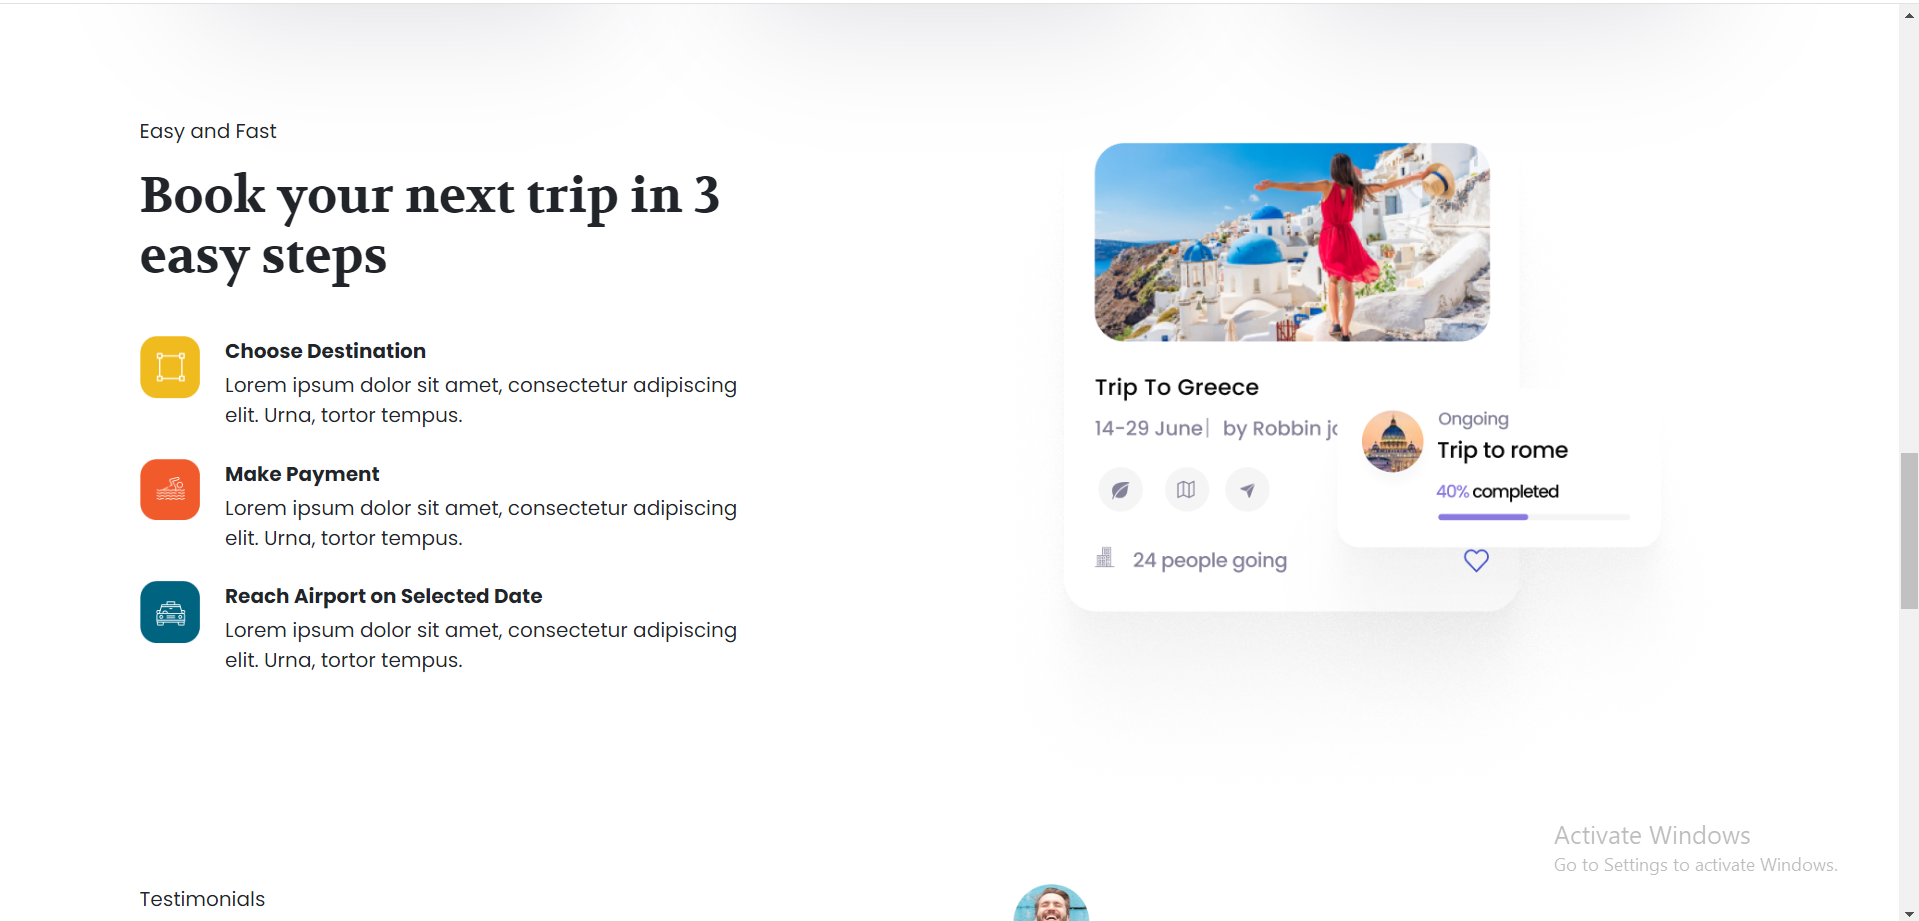 Easy and Fast
Book your next trip in 3
easy steps
Choose Destination
Lorem ipsum dolor sit amet, consectetur adipiscing
elit. Urna, tortor tempus.
Make Payment
Lorem ipsum dolor sit amet, consectetur adipiscing
elit. Urna, tortor tempus.
Reach Airport on Selected Date
Lorem ipsum dolor sit amet, consectetur adipiscing
elit. Urna, tortor tempus.
Trip To Greece
14-29 June| by Robbin
24 people going
Ongoing
Trip to rome
40% completed
Activate Windows
Go to Settings to activate Windows.
Testimonials